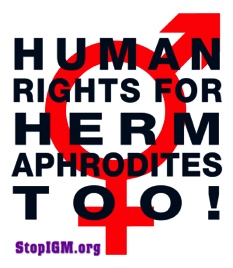 HUMAN
RIGHTS FOR
HERM
APHRODITES
TOO!
StopIGM.org